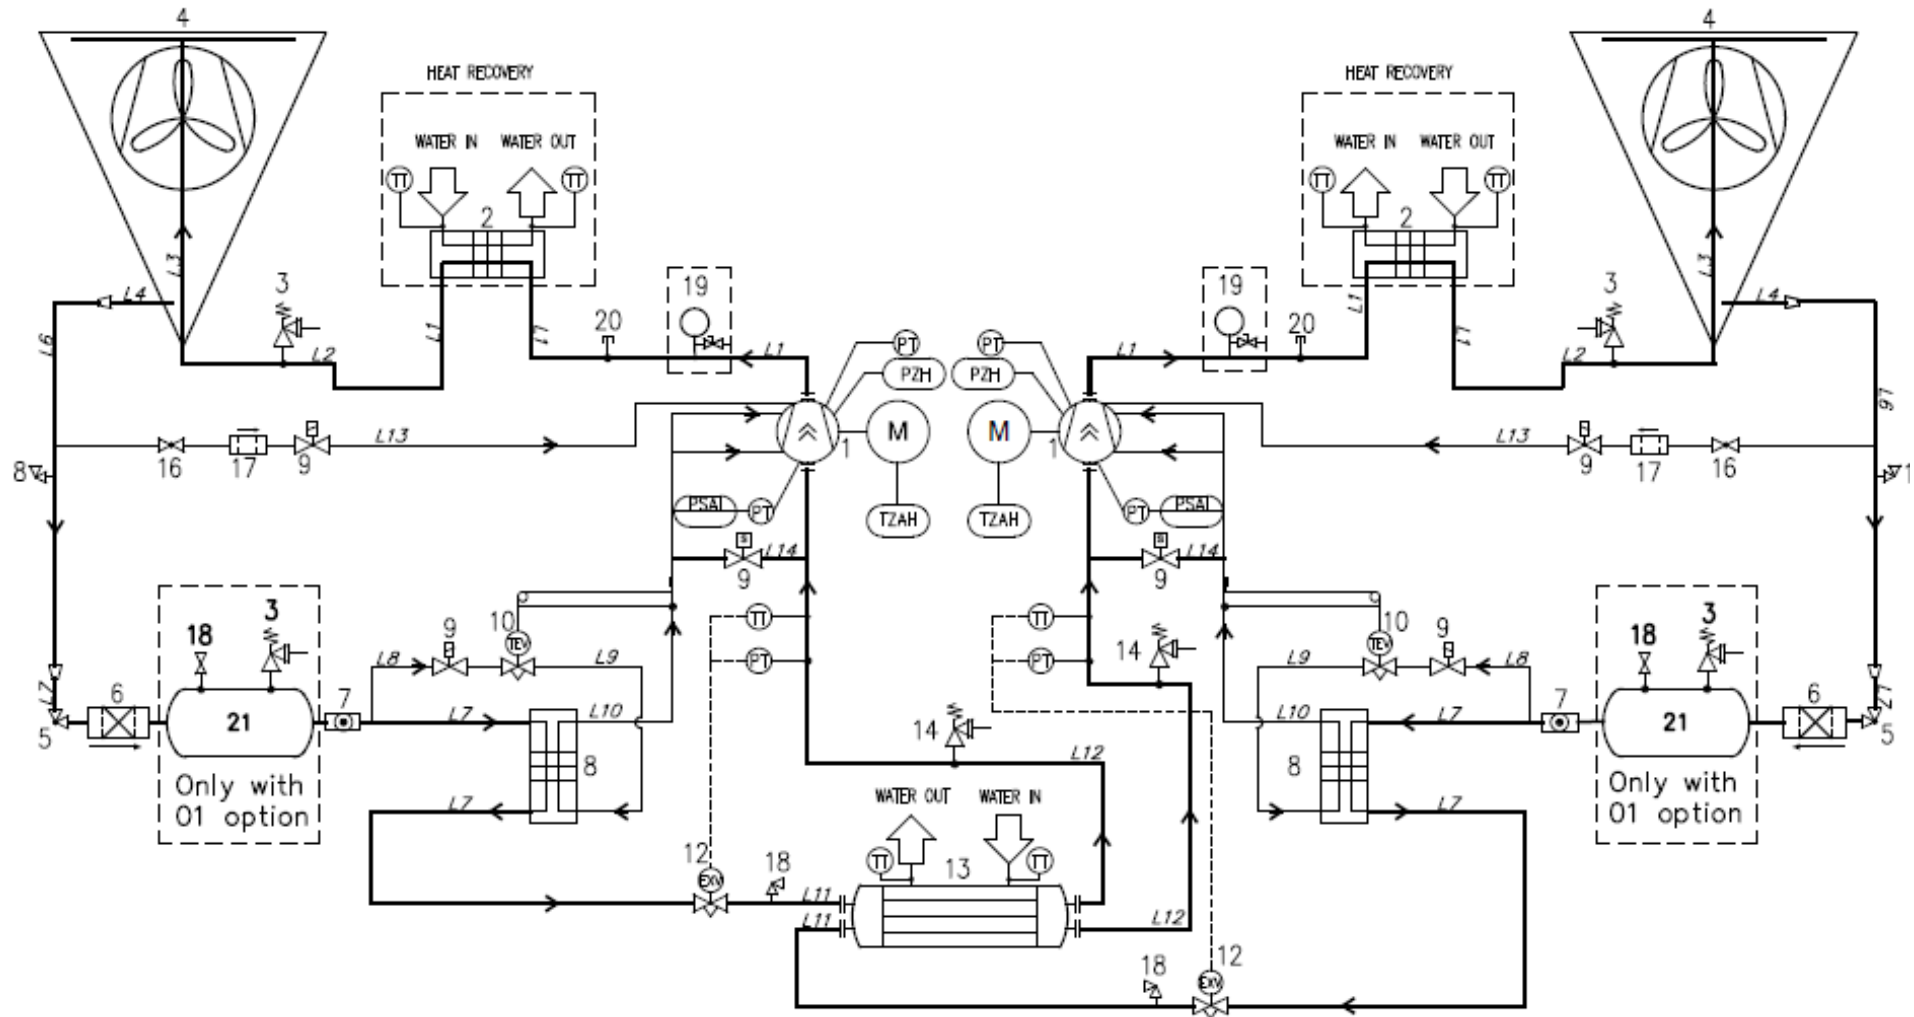 4
4
HEAT RECOVERY
HEAT RECOVERY
WATER IN WATER OUT
WATER IN WATER OUT
TT
TT
TT
TT
2
2
L3
L3
L4
L4
3
3
19
19
20
20
L6
L6
L1
L1
L1
L1
L1
L1
L2
L2
PT
PT
PZH
PZH
M
M
1
1
L13
L13
16
17
9
9
17
16
8
1
PSAL
PT
TZAH
TZAH
PT
PSAL
L14
L14
9
9
TT
TT
PT
PT
18
3
9
10
TEV
10
TEV
9
18
3
L8
L9
L9
L8
14
14
L7
5
6
21
7
L7
L10
L10
L7
7
21
6
L7
5
Only with
01 option
Only with
01 option
8
8
L7
L7
L12
WATER OUT WATER IN
TT
TT
13
12
EXV
18
L11
L11
L12
18
12
EXV